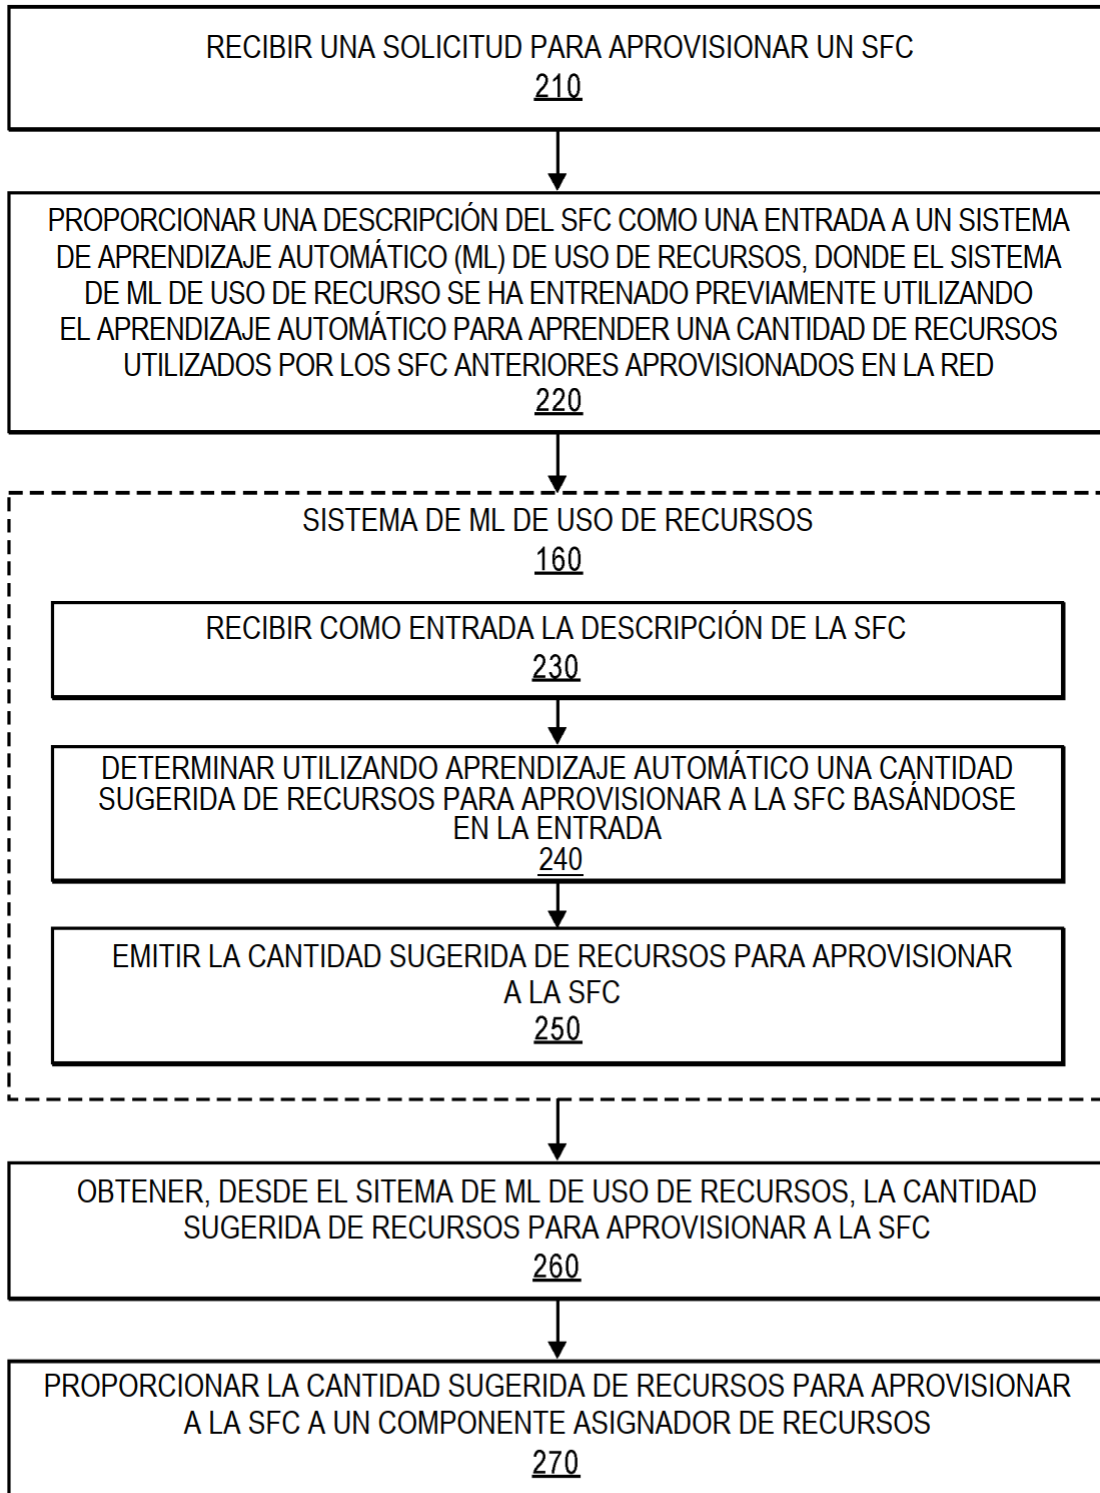 RECIBIR UNA SOLICITUD PARA APROVISIONAR UN SFC
210
PROPORCIONAR UNA DESCRIPCIÓN DEL SFC COMO UNA ENTRADA A UN SISTEMA
DE APRENDIZAJE AUTOMÁTICO (ML) DE USO DE RECURSOS, DONDE EL SISTEMA
DE ML DE USO DE RECURSO SE HA ENTRENADO PREVIAMENTE UTILIZANDO
EL APRENDIZAJE AUTOMÁTICO PARA APRENDER UNA CANTIDAD DE RECURSOS
UTILIZADOS POR LOS SFC ANTERIORES APROVISIONADOS EN LA RED
220
SISTEMA DE ML DE USO DE RECURSOS
160
RECIBIR COMO ENTRADA LA DESCRIPCIÓN DE LA SFC
230
DETERMINAR UTILIZANDO APRENDIZAJE AUTOMÁTICO UNA CANTIDAD
SUGERIDA DE RECURSOS PARA APROVISIONAR A LA SFC BASÁNDOSE
EN LA ENTRADA
240
EMITIR LA CANTIDAD SUGERIDA DE RECURSOS PARA APROVISIONAR
A LA SFC
250
OBTENER, DESDE EL SITEMA DE ML DE USO DE RECURSOS, LA CANTIDAD
SUGERIDA DE RECURSOS PARA APROVISIONAR A LA SFC
260
PROPORCIONAR LA CANTIDAD SUGERIDA DE RECURSOS PARA APROVISIONAR
A LA SFC A UN COMPONENTE ASIGNADOR DE RECURSOS
270